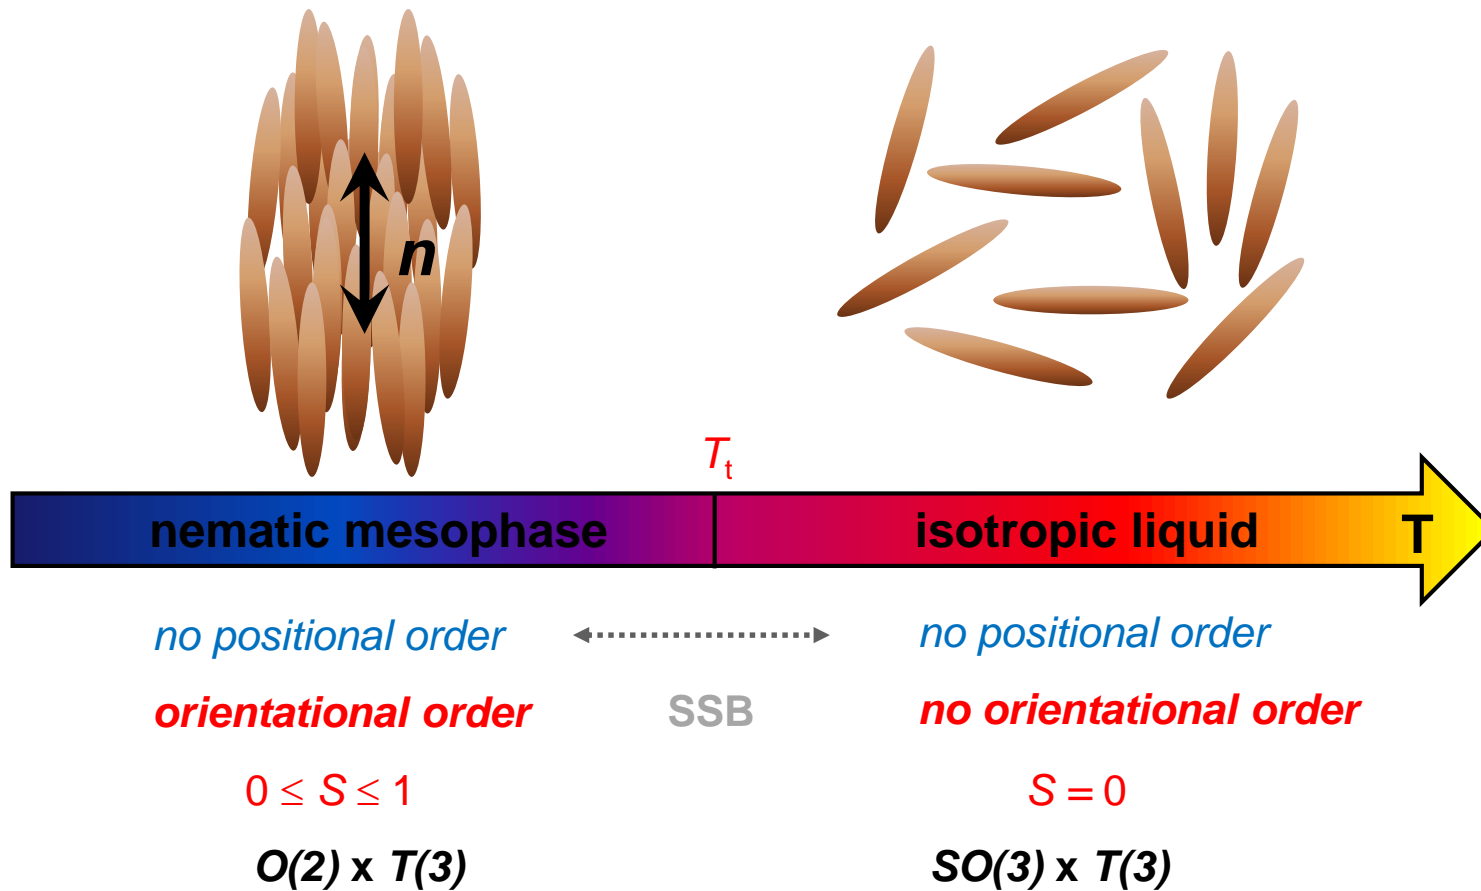 n
T_t
nematic mesophase
isotropic liquid
T
no positional order
no positional order
orientational order
SSB
no orientational order
0 ≤ S ≤ 1
S = 0
O(2) x T(3)
SO(3) x T(3)